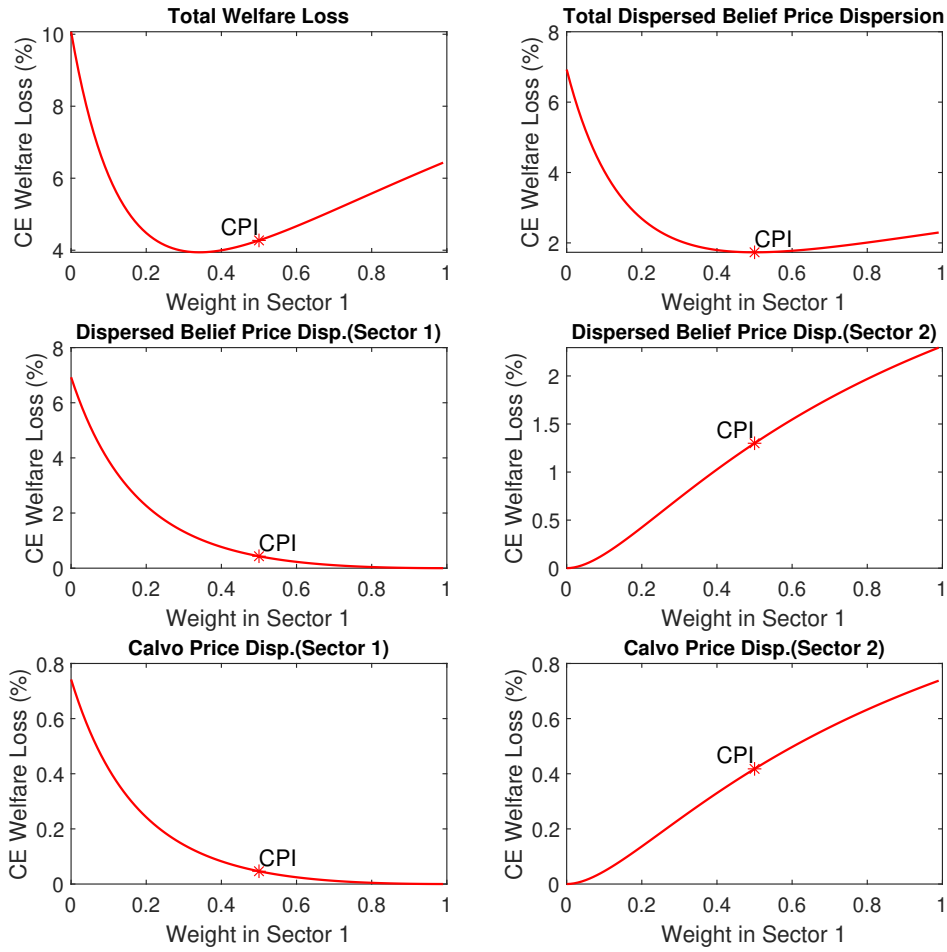 Total Welfare Loss
CE Welfare Loss (%)
10
8
6
4
CPI
0 0.2 0.4 0.6 0.8 1
Weight in Sector 1
Total Dispersed Belief Price Dispersion
CE Welfare Loss (%)
8
6
4
2
CPI
0 0.2 0.4 0.6 0.8 1
Weight in Sector 1
Dispersed Belief Price Disp.(Sector 1)
CE Welfare Loss (%)
8
6
4
2
0
CPI
0 0.2 0.4 0.6 0.8 1
Weight in Sector 1
Dispersed Belief Price Disp.(Sector 2)
CE Welfare Loss (%)
2
1.5
1
0.5
0
CPI
0 0.2 0.4 0.6 0.8 1
Weight in Sector 1
Calvo Price Disp.(Sector 1)
CE Welfare Loss (%)
0.8
0.6
0.4
0.2
0
CPI
0 0.2 0.4 0.6 0.8 1
Weight in Sector 1
Calvo Price Disp.(Sector 2)
CE Welfare Loss (%)
0.8
0.6
0.4
0.2
0
CPI
0 0.2 0.4 0.6 0.8 1
Weight in Sector 1